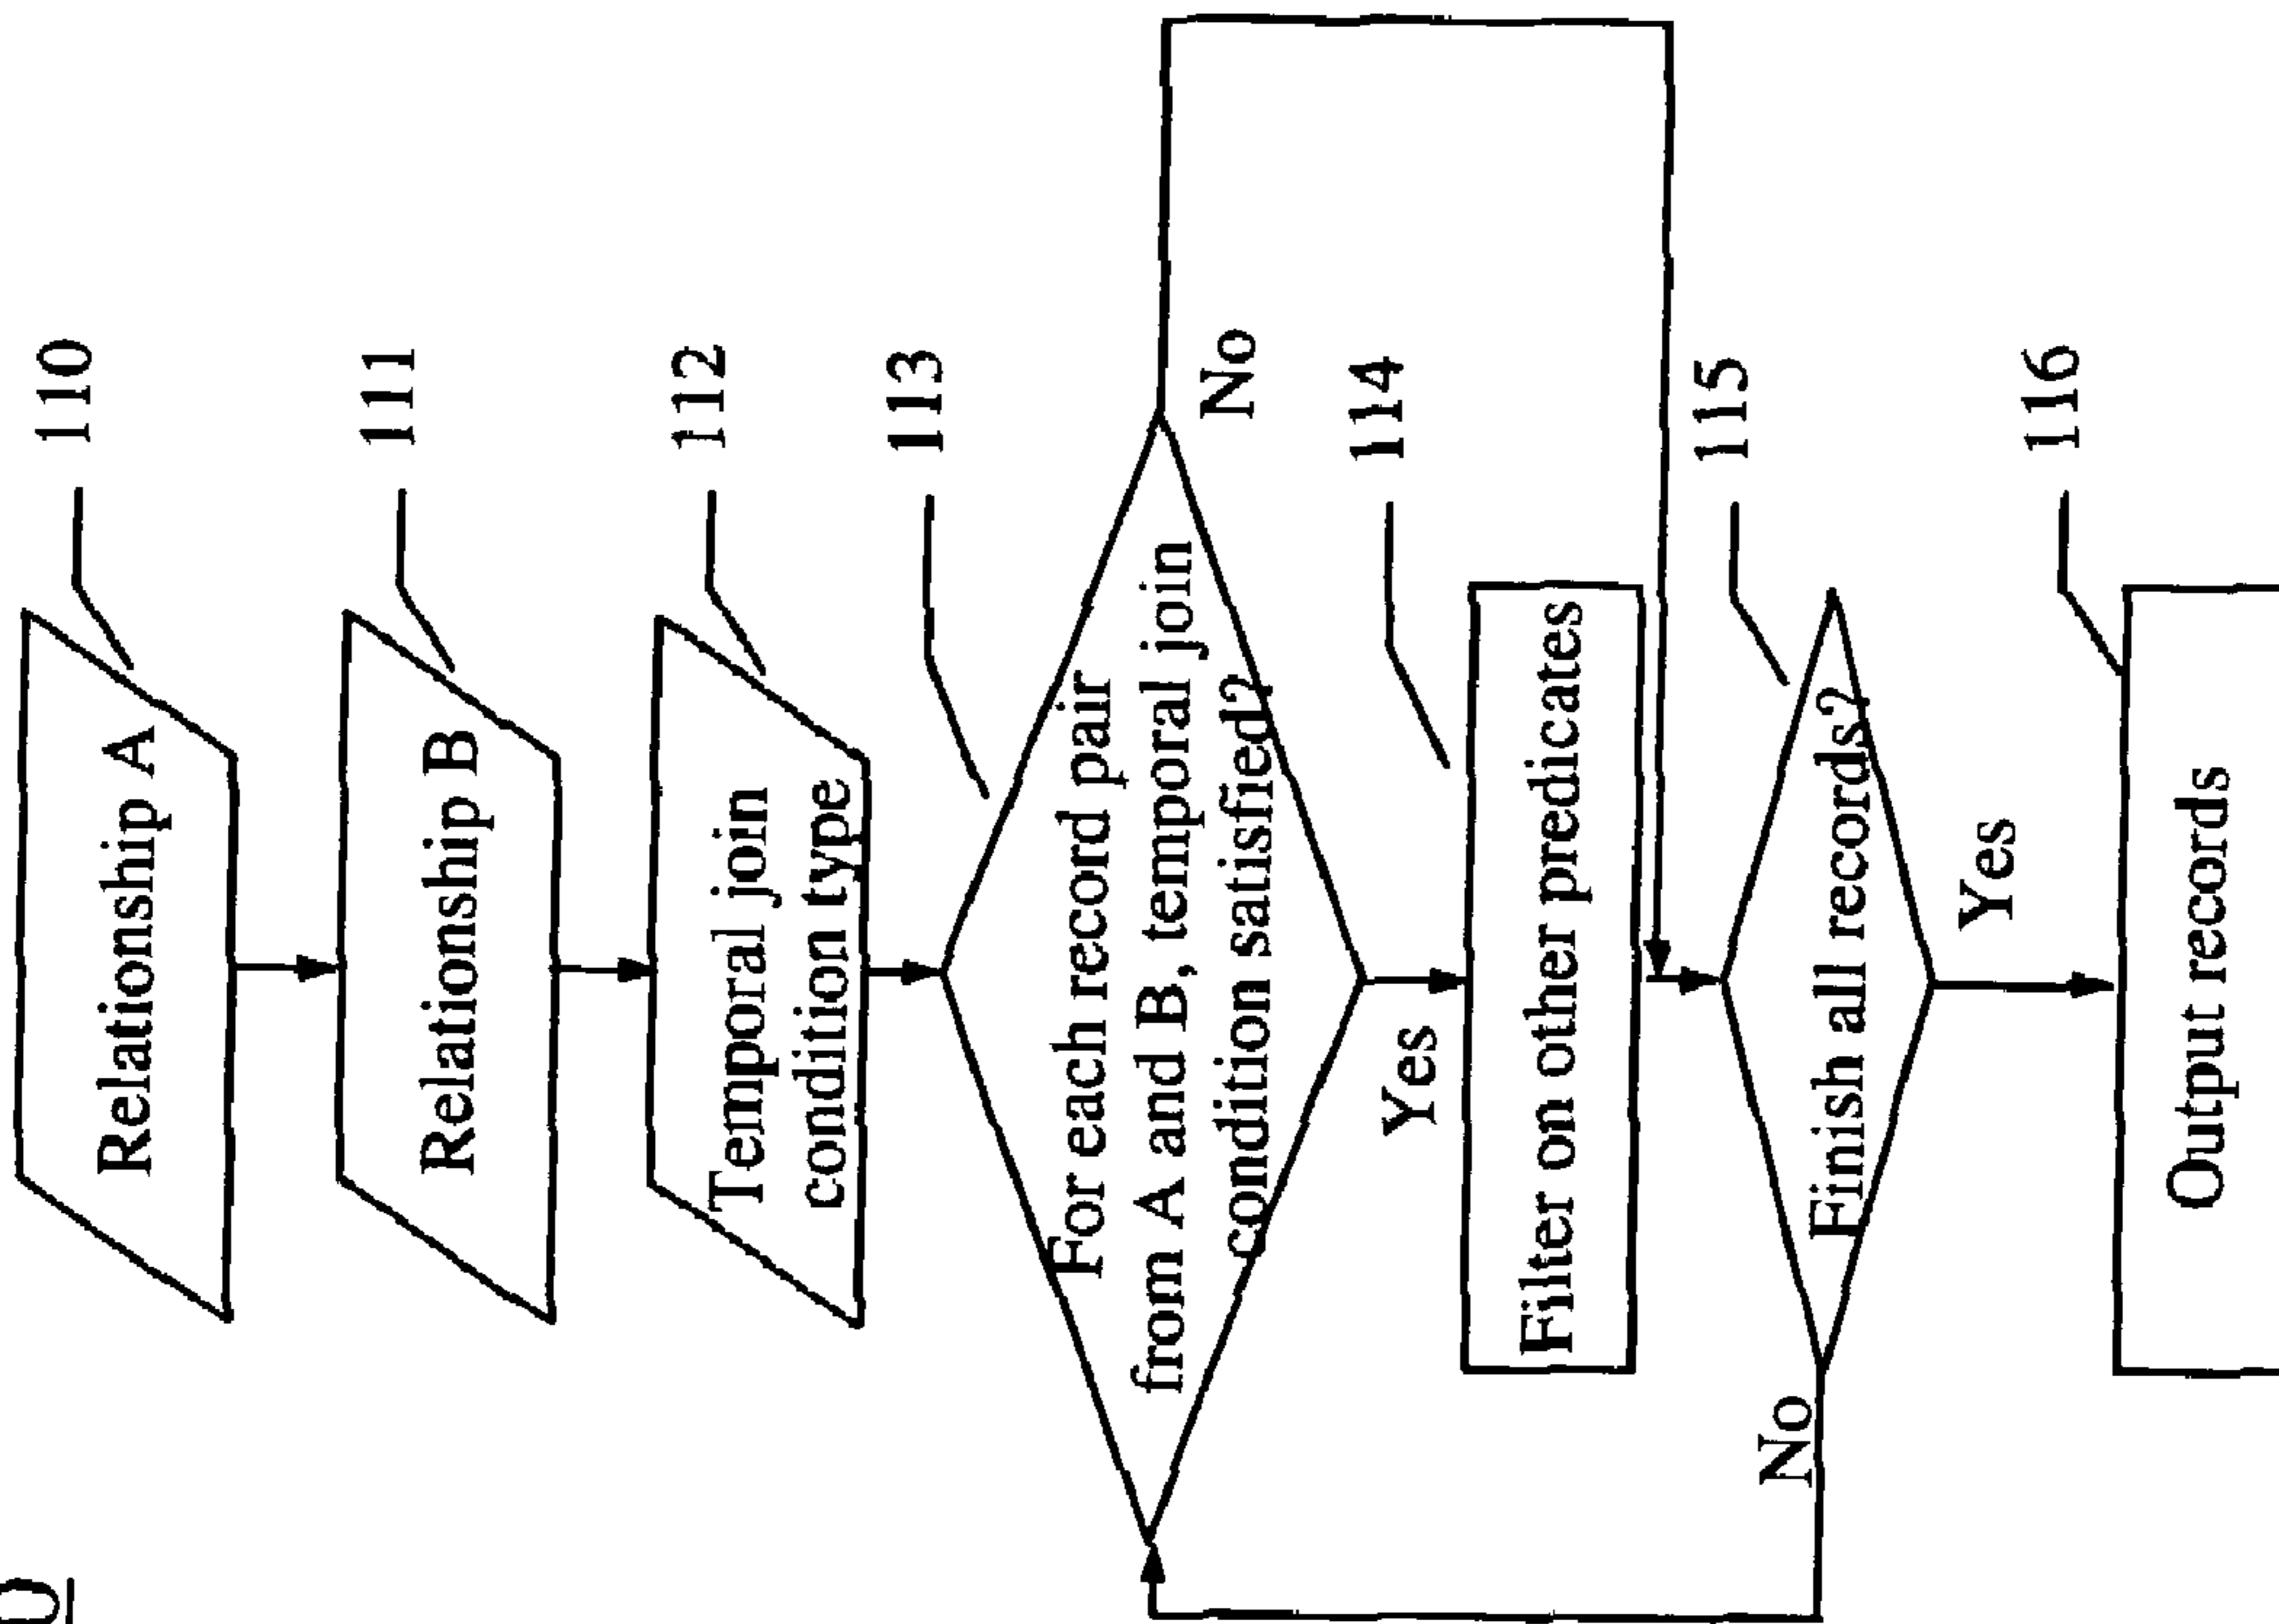 110
Relationship A
111
Relationship B
112
Temporal join
condition type
113
For each record pair
from A and B, temporal join
condition satisfied?
No
Yes
114
Filter on other predicates
115
Finish all records?
No
Yes
116
Output records